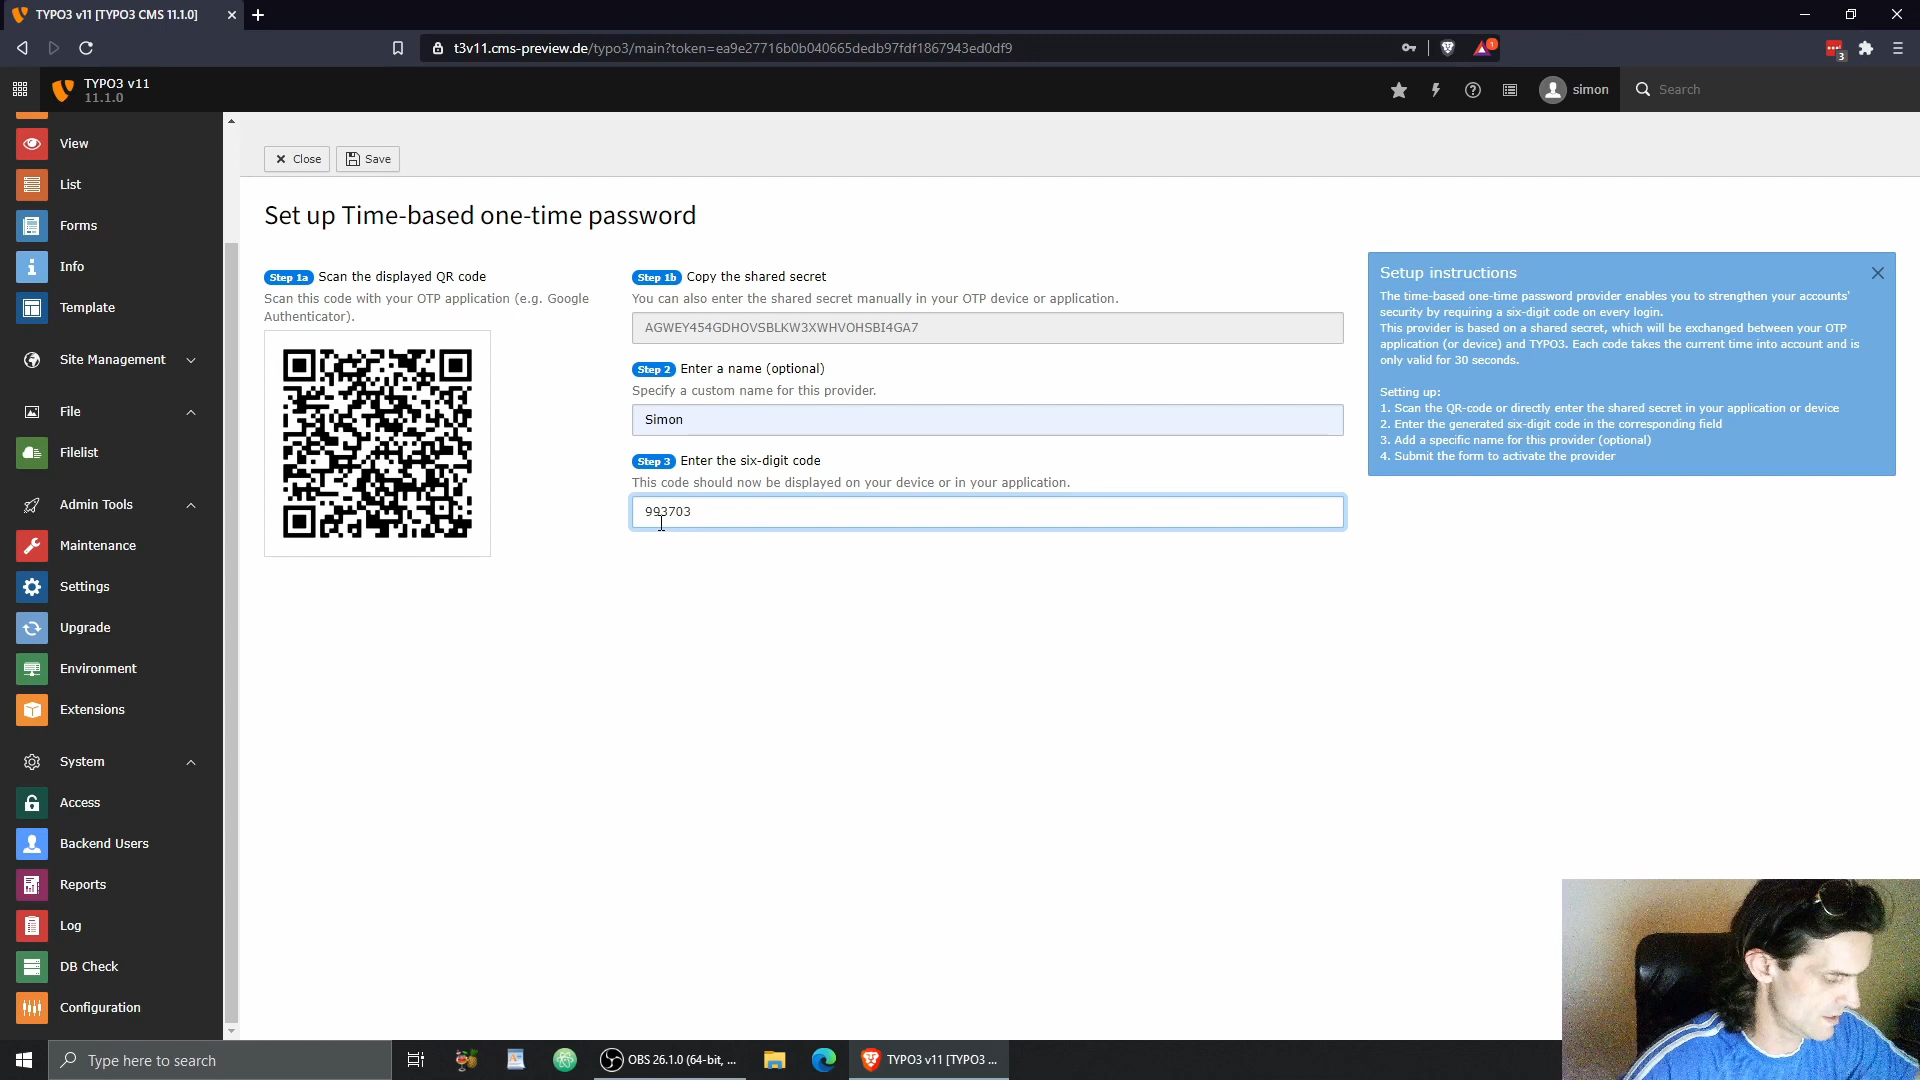 TYPO3 v11 [TYPO3 CMS 11.1.0]
t3v11.cms-preview.de/typo3/main?token=ea9e27716b0b040665dedb97fdf1867943ed0df9
1
3
TYPO3 v11
11.1.0
simon
Search
View
List
Forms
Info
Template
Site Management
File
Filelist
Admin Tools
Maintenance
Settings
Upgrade
Environment
Extensions
System
Access
Backend Users
Reports
Log
DB Check
Configuration
Close
Save
Set up Time-based one-time password
Step 1a Scan the displayed QR code
Scan this code with your OTP application (e.g. Google
Authenticator).
Step 1b Copy the shared secret
You can also enter the shared secret manually in your OTP device or application.
AGWEY454GDHOVSBLKW3XWHVOHSBI4GA7
Step 2 Enter a name (optional)
Specify a custom name for this provider.
Simon
Step 3 Enter the six-digit code
This code should now be displayed on your device or in your application.
993703
Setup instructions
The time-based one-time password provider enables you to strengthen your accounts'
security by requiring a six-digit code on every login.
This provider is based on a shared secret, which will be exchanged between your OTP
application (or device) and TYPO3. Each code takes the current time into account and is
only valid for 30 seconds.
Setting up:
1. Scan the QR-code or directly enter the shared secret in your application or device
2. Enter the generated six-digit code in the corresponding field
3. Add a specific name for this provider (optional)
4. Submit the form to activate the provider
Type here to search
OBS 26.1.0 (64-bit, ...
TYPO3 v11 [TYPO3 ...